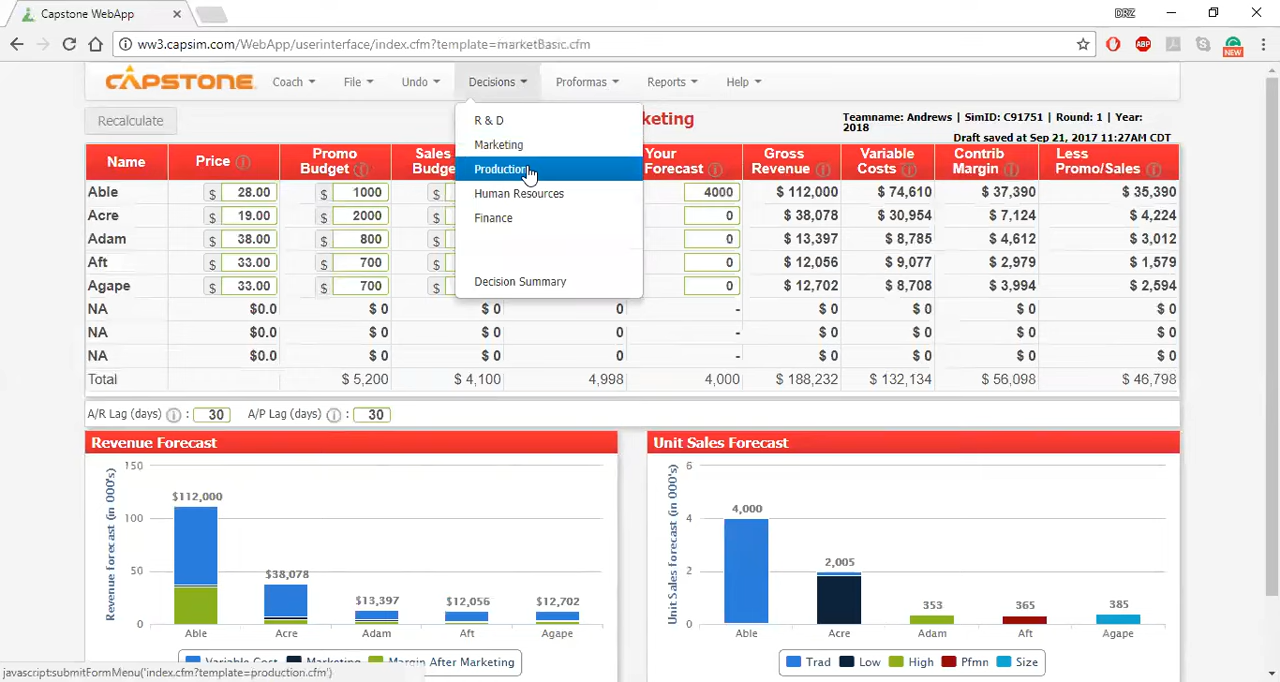 Capstone WebApp
DRZ
ww3.capsim.com/WebApp/userinterface/index.cfm?template=marketBasic.cfm
ABP
NEW
CAPSTONE
Coach
File
Undo
Decisions
Proformas
Reports
Help
R & D
Marketing
Production
Human Resources
Finance
Decision Summary
Recalculate
keting
Teamname: Andrews | SimID: C91751 | Round: 1 | Year: 2018
Draft saved at Sep 21, 2017 11:27AM CDT
Name Price Promo Budget Sales Budge Your Forecast Gross Revenue Variable Costs Contrib Margin Less Promo/Sales
Able $ 28.00 $ 1000 $ 4000 $ 112,000 $ 74,610 $ 37,390 $ 35,390
Acre $ 19.00 $ 2000 $ 0 $ 38,078 $ 30,954 $ 7,124 $ 4,224
Adam $ 38.00 $ 800 $ 0 $ 13,397 $ 8,785 $ 4,612 $ 3,012
Aft $ 33.00 $ 700 $ 0 $ 12,056 $ 9,077 $ 2,979 $ 1,579
Agape $ 33.00 $ 700 $ 0 $ 12,702 $ 8,708 $ 3,994 $ 2,594
NA $0.0 $ 0 $ 0 0 - $ 0 $ 0 $ 0 $ 0
NA $0.0 $ 0 $ 0 0 - $ 0 $ 0 $ 0 $ 0
NA $0.0 $ 0 $ 0 0 - $ 0 $ 0 $ 0 $ 0
Total $ 5,200 $ 4,100 4,998 4,000 $ 188,232 $ 132,134 $ 56,098 $ 46,798
A/R Lag (days) : 30 A/P Lag (days) : 30
Revenue Forecast
Revenue Forecast (in 000's)
150
100
50
0
$112,000
$38,078
$13,397
$12,056
$12,702
Able Acre Adam Aft Agape
Variable Cost Marketing Margin After Marketing
Unit Sales Forecast
Unit Sales Forecast (in 000's)
6
4
2
0
4,000
2,005
353
365
385
Able Acre Adam Aft Agape
Trad Low High Pfmn Size
javascript:submitFormMenu('index.cfm?template=production.cfm')